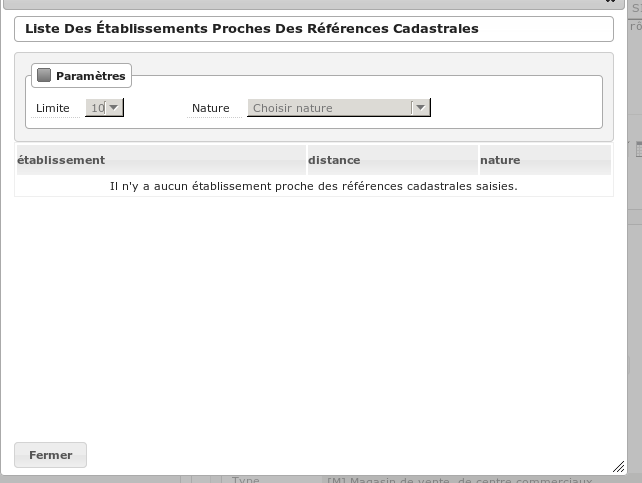 Liste Des Établissements Proches Des Références Cadastrales
Paramètres
Limite 10 Nature Choisir nature
établissement distance nature
Il n'y a aucun établissement proche des références cadastrales saisies.
Fermer
Type [M] Magasin de vente, de centre commerciaux